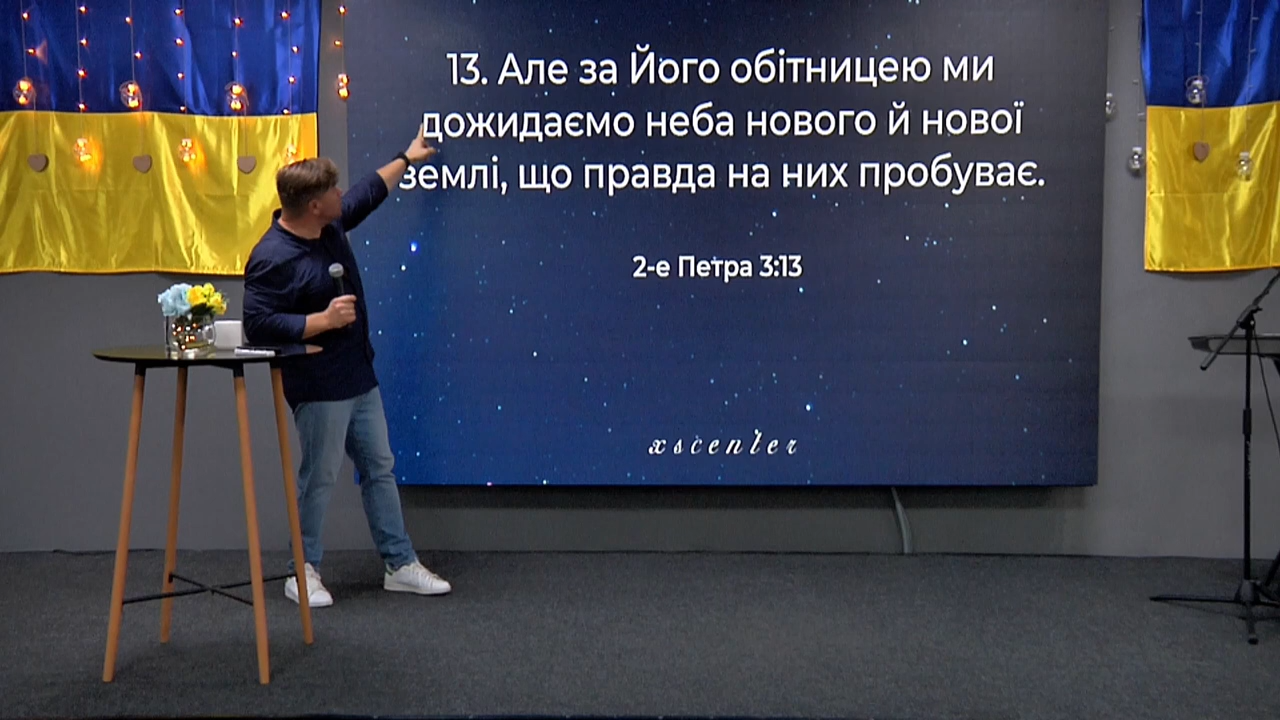 13. Але за Його обітницею ми
дожидаємо неба нового й нової
землі, що правда на них пробуває.
2-е Петра 3:13
xscenter